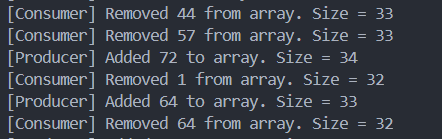 [Consumer] Removed 44 from array. Size = 33
[Consumer] Removed 57 from array. Size = 33
[Producer] Added 72 to array. Size = 34
[Consumer] Removed 1 from array. Size = 32
[Producer] Added 64 to array. Size = 33
[Consumer] Removed 64 from array. Size = 32